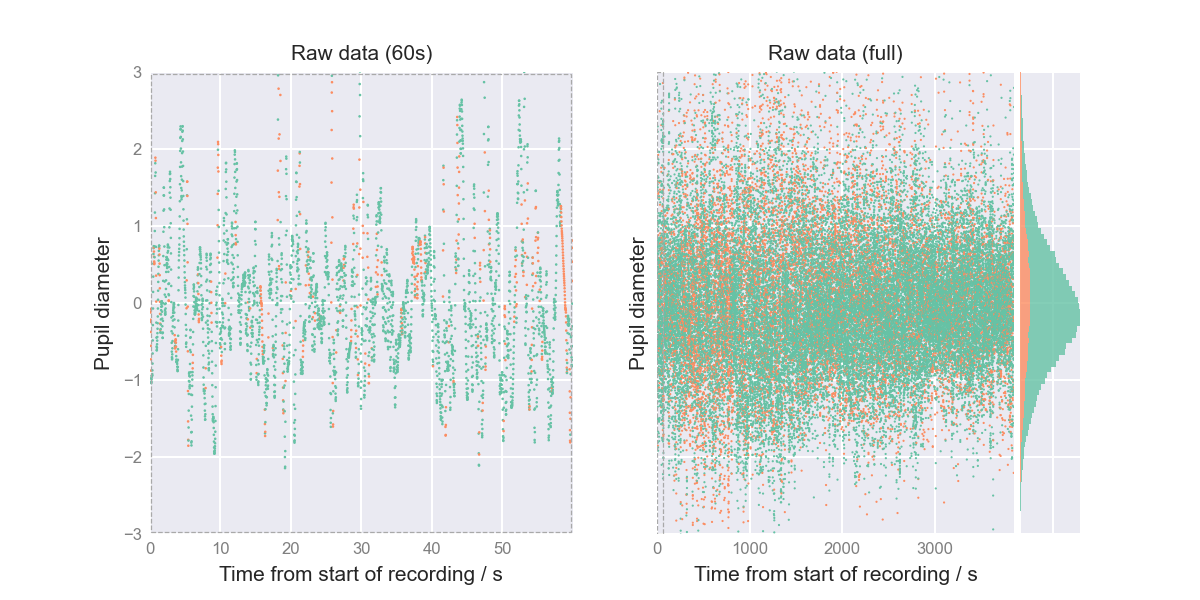 Raw data (60s)
Pupil diameter
3
2
1
0
−1
−2
−3
0 10 20 30 40 50
Time from start of recording / s
Raw data (full)
Pupil diameter
0 1000 2000 3000
Time from start of recording / s